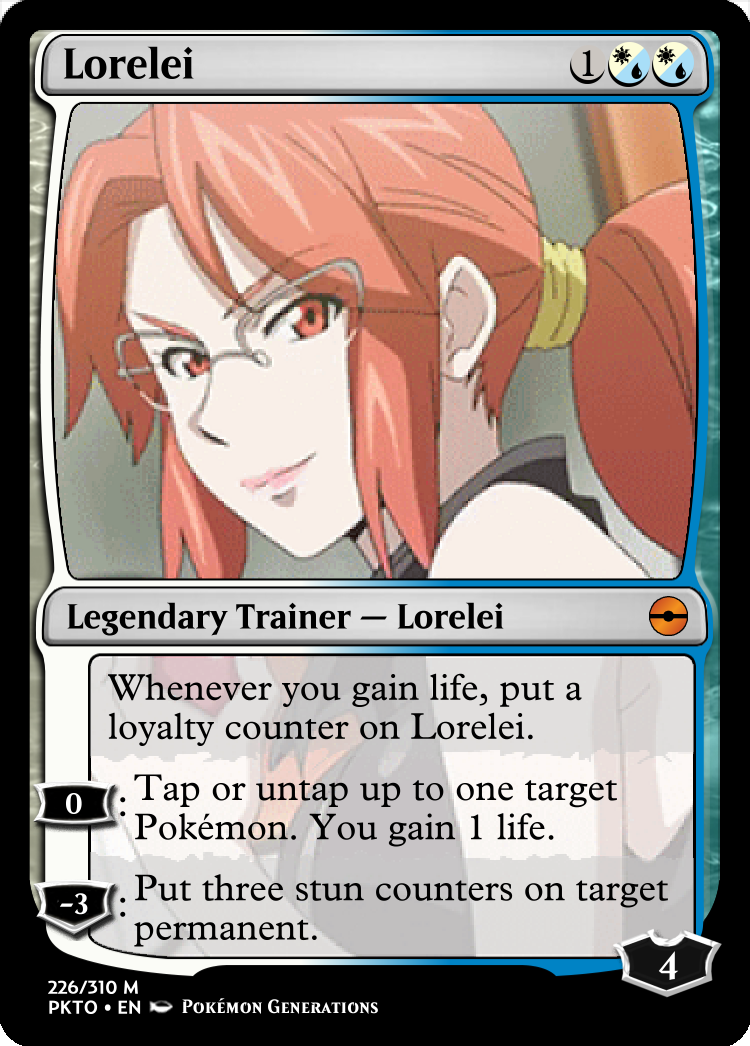 Lorelei 1
Legendary Trainer — Lorelei
Whenever you gain life, put a
loyalty counter on Lorelei.
0 : Tap or untap up to one target
Pokémon. You gain 1 life.
-3 : Put three stun counters on target
permanent.
4
226/310 M
PKTO • EN Pokémon Generations